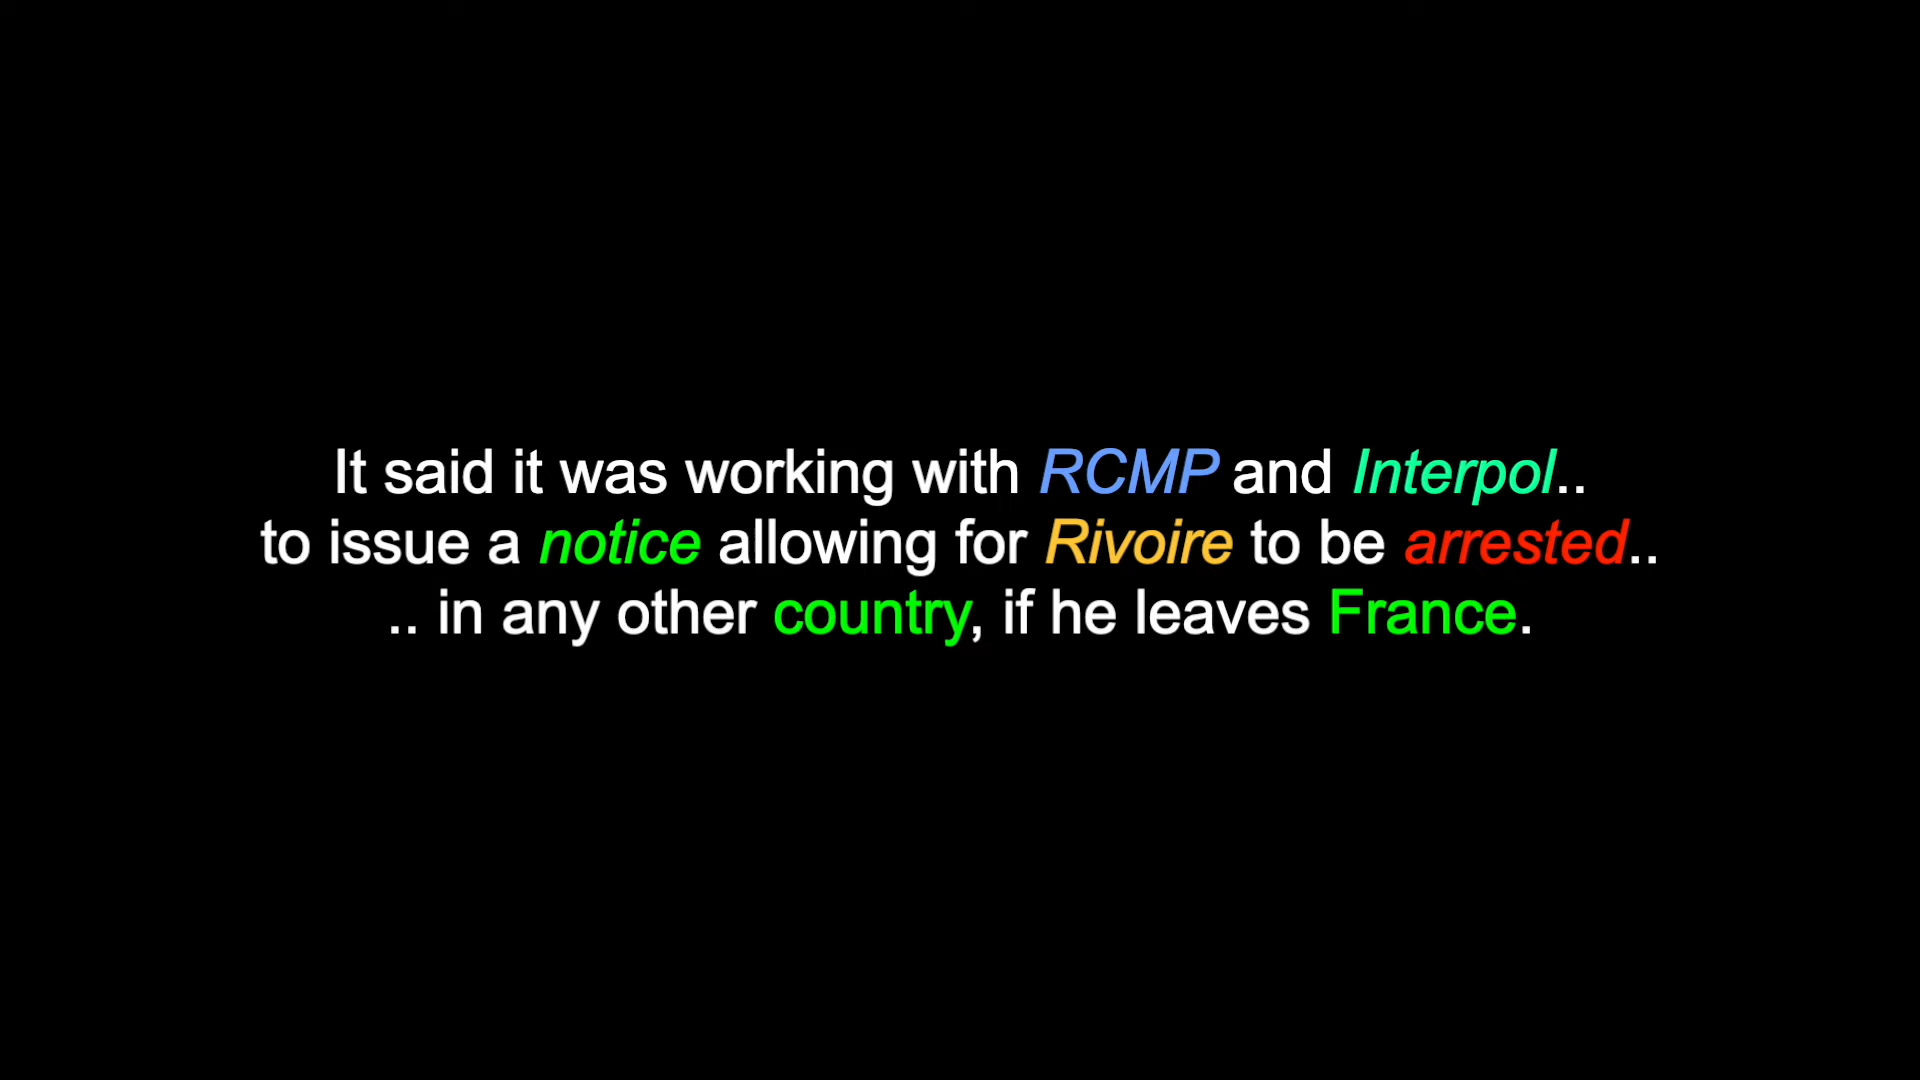 It said it was working with RCMP and Interpol..
to issue a notice allowing for Rivoire to be arrested..
.. in any other country, if he leaves France.